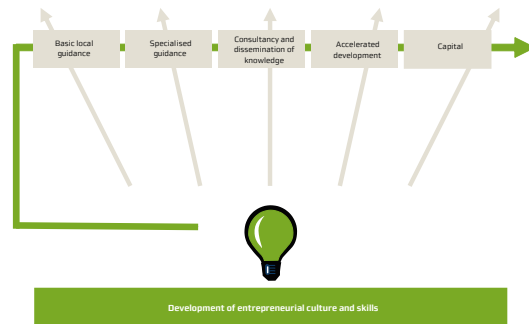 Basic local
guidance
Specialised
guidance
Consultancy and
dissemination of
knowledge
Accelerated
development
Capital
Development of entrepreneurial culture and skills